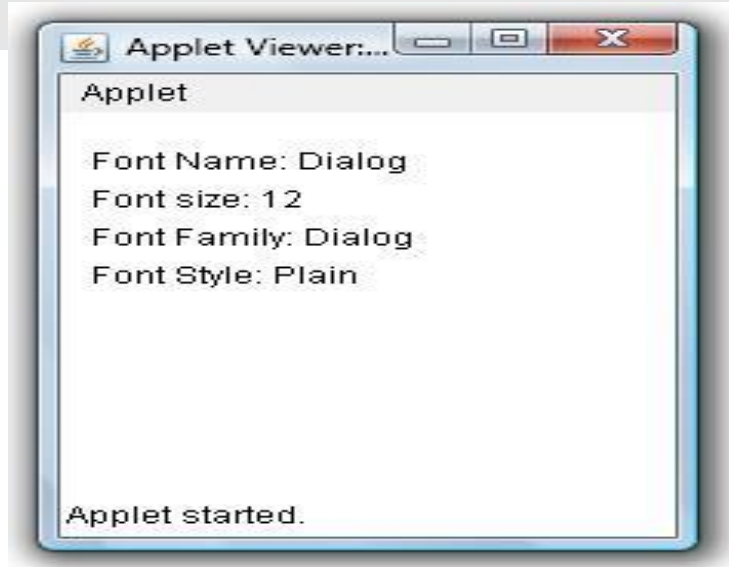 Applet Viewer:...
Applet
Font Name: Dialog
Font size: 12
Font Family: Dialog
Font Style: Plain
Applet started.